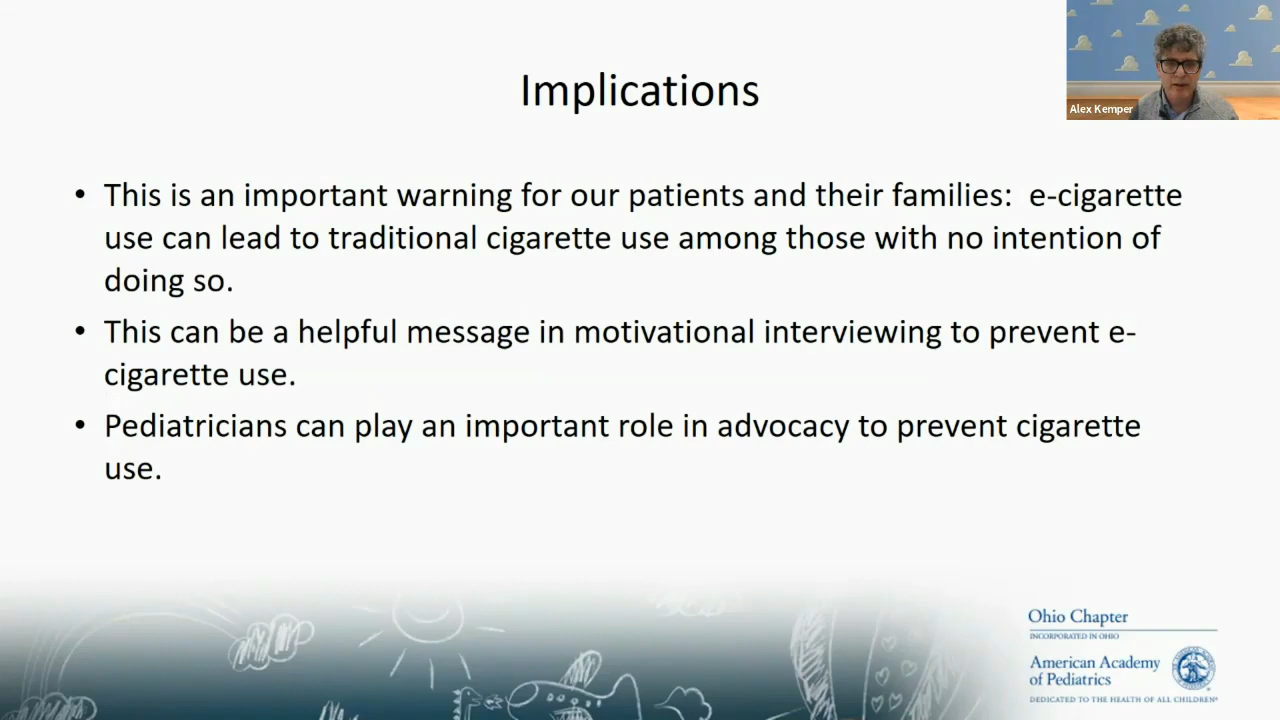 Implications
Alex Kemper
• This is an important warning for our patients and their families:  e-cigarette
use can lead to traditional cigarette use among those with no intention of
doing so.
• This can be a helpful message in motivational interviewing to prevent e-
cigarette use.
• Pediatricians can play an important role in advocacy to prevent cigarette
use.
Ohio Chapter
INCORPORATED IN OHIO
American Academy
of Pediatrics
DEDICATED TO THE HEALTH OF ALL CHILDREN®